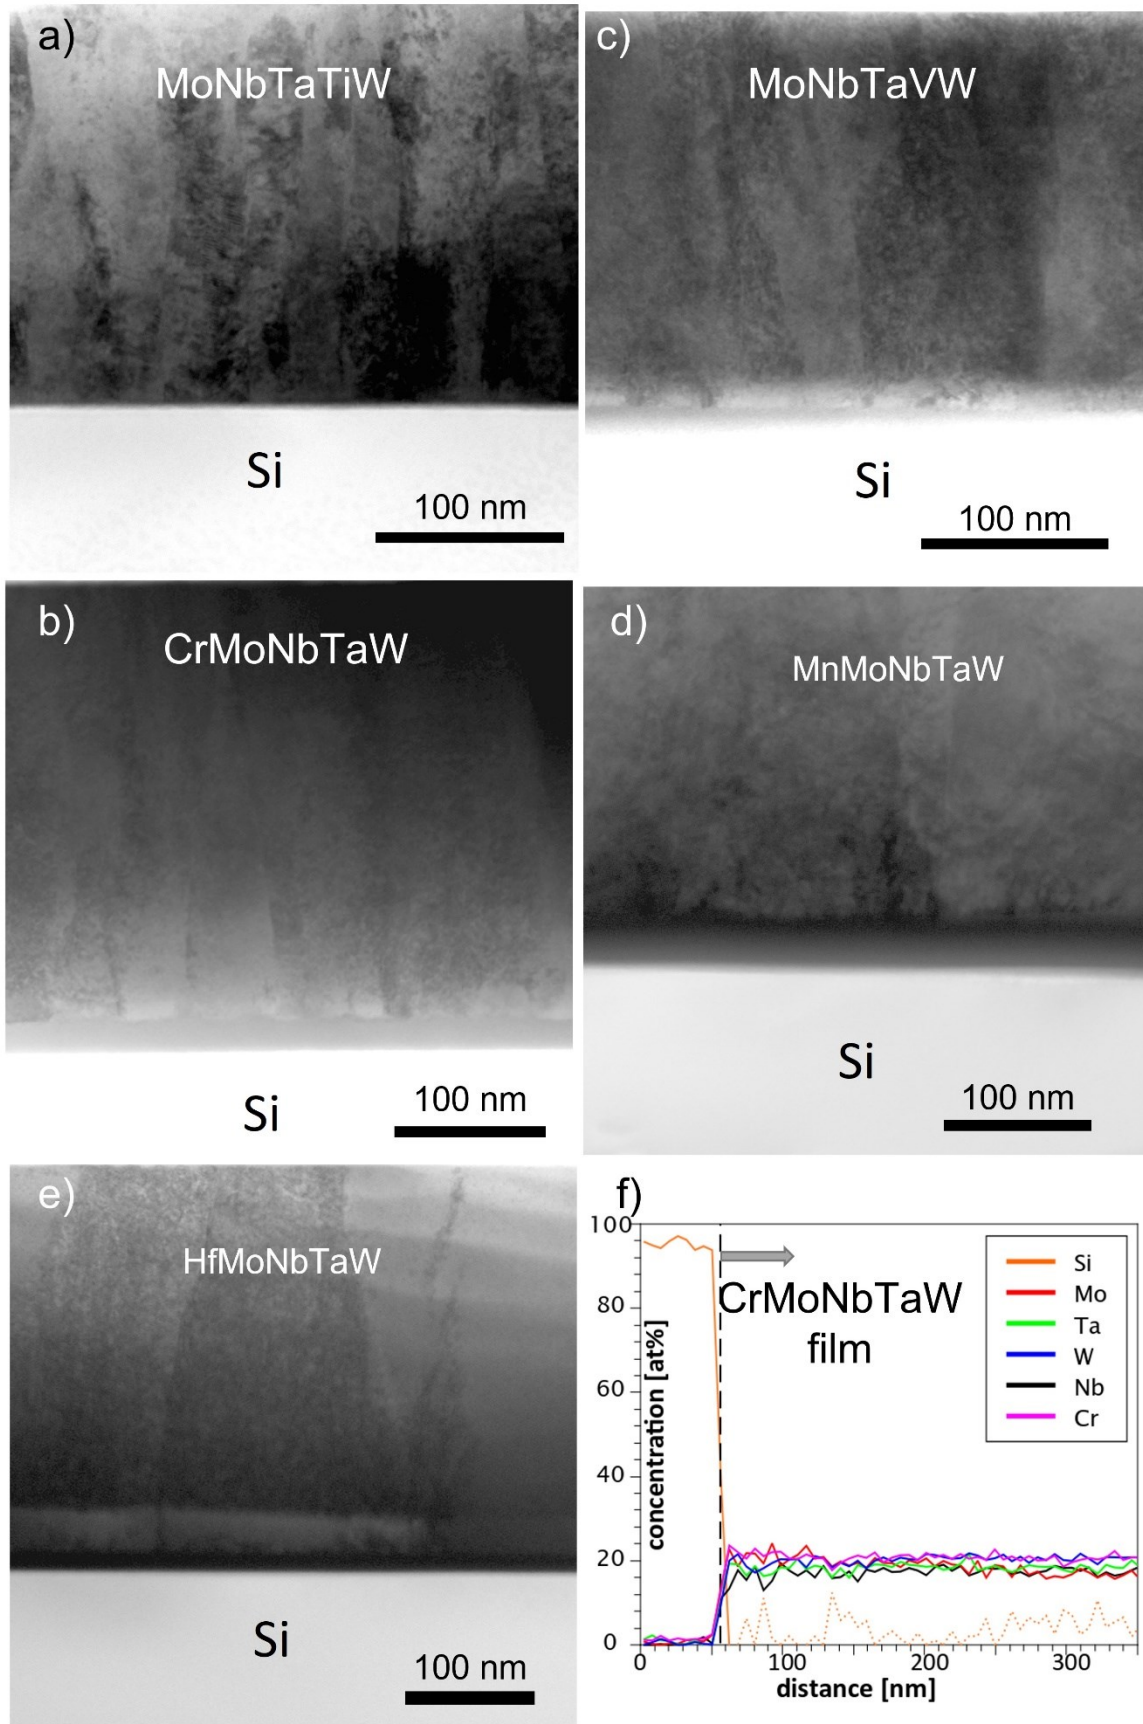 a)
MoNbTaTiW
Si
100 nm
c)
MoNbTaVW
Si
100 nm
b)
CrMoNbTaW
Si
100 nm
d)
MnMoNbTaW
Si
100 nm
e)
HfMoNbTaW
Si
100 nm
f)
100
80
60
40
20
0
concentration [at%]
CrMoNbTaW
film
Si
Mo
Ta
W
Nb
Cr
0
100
200
300
distance [nm]